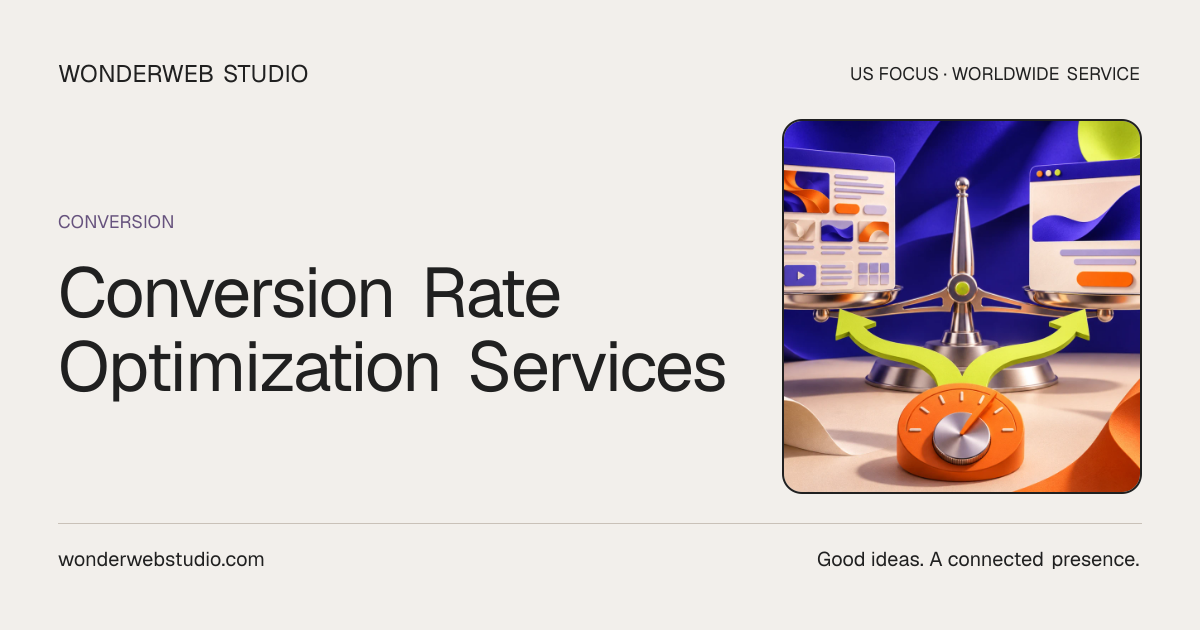 WONDERWEB STUDIO
US FOCUS · WORLDWIDE SERVICE
CONVERSION
Conversion Rate
Optimization Services
wonderwebstudio.com
Good ideas. A connected presence.